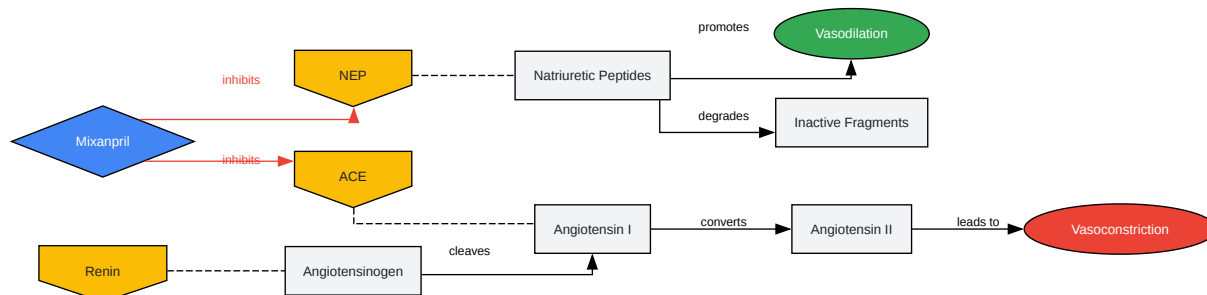 promotes
Vasodilation
inhibits
NEP
Natriuretic Peptides
degrades
Inactive Fragments
Mixanpril
inhibits
ACE
Angiotensin I
converts
Angiotensin II
leads to
Vasoconstriction
cleaves
Renin
Angiotensinogen